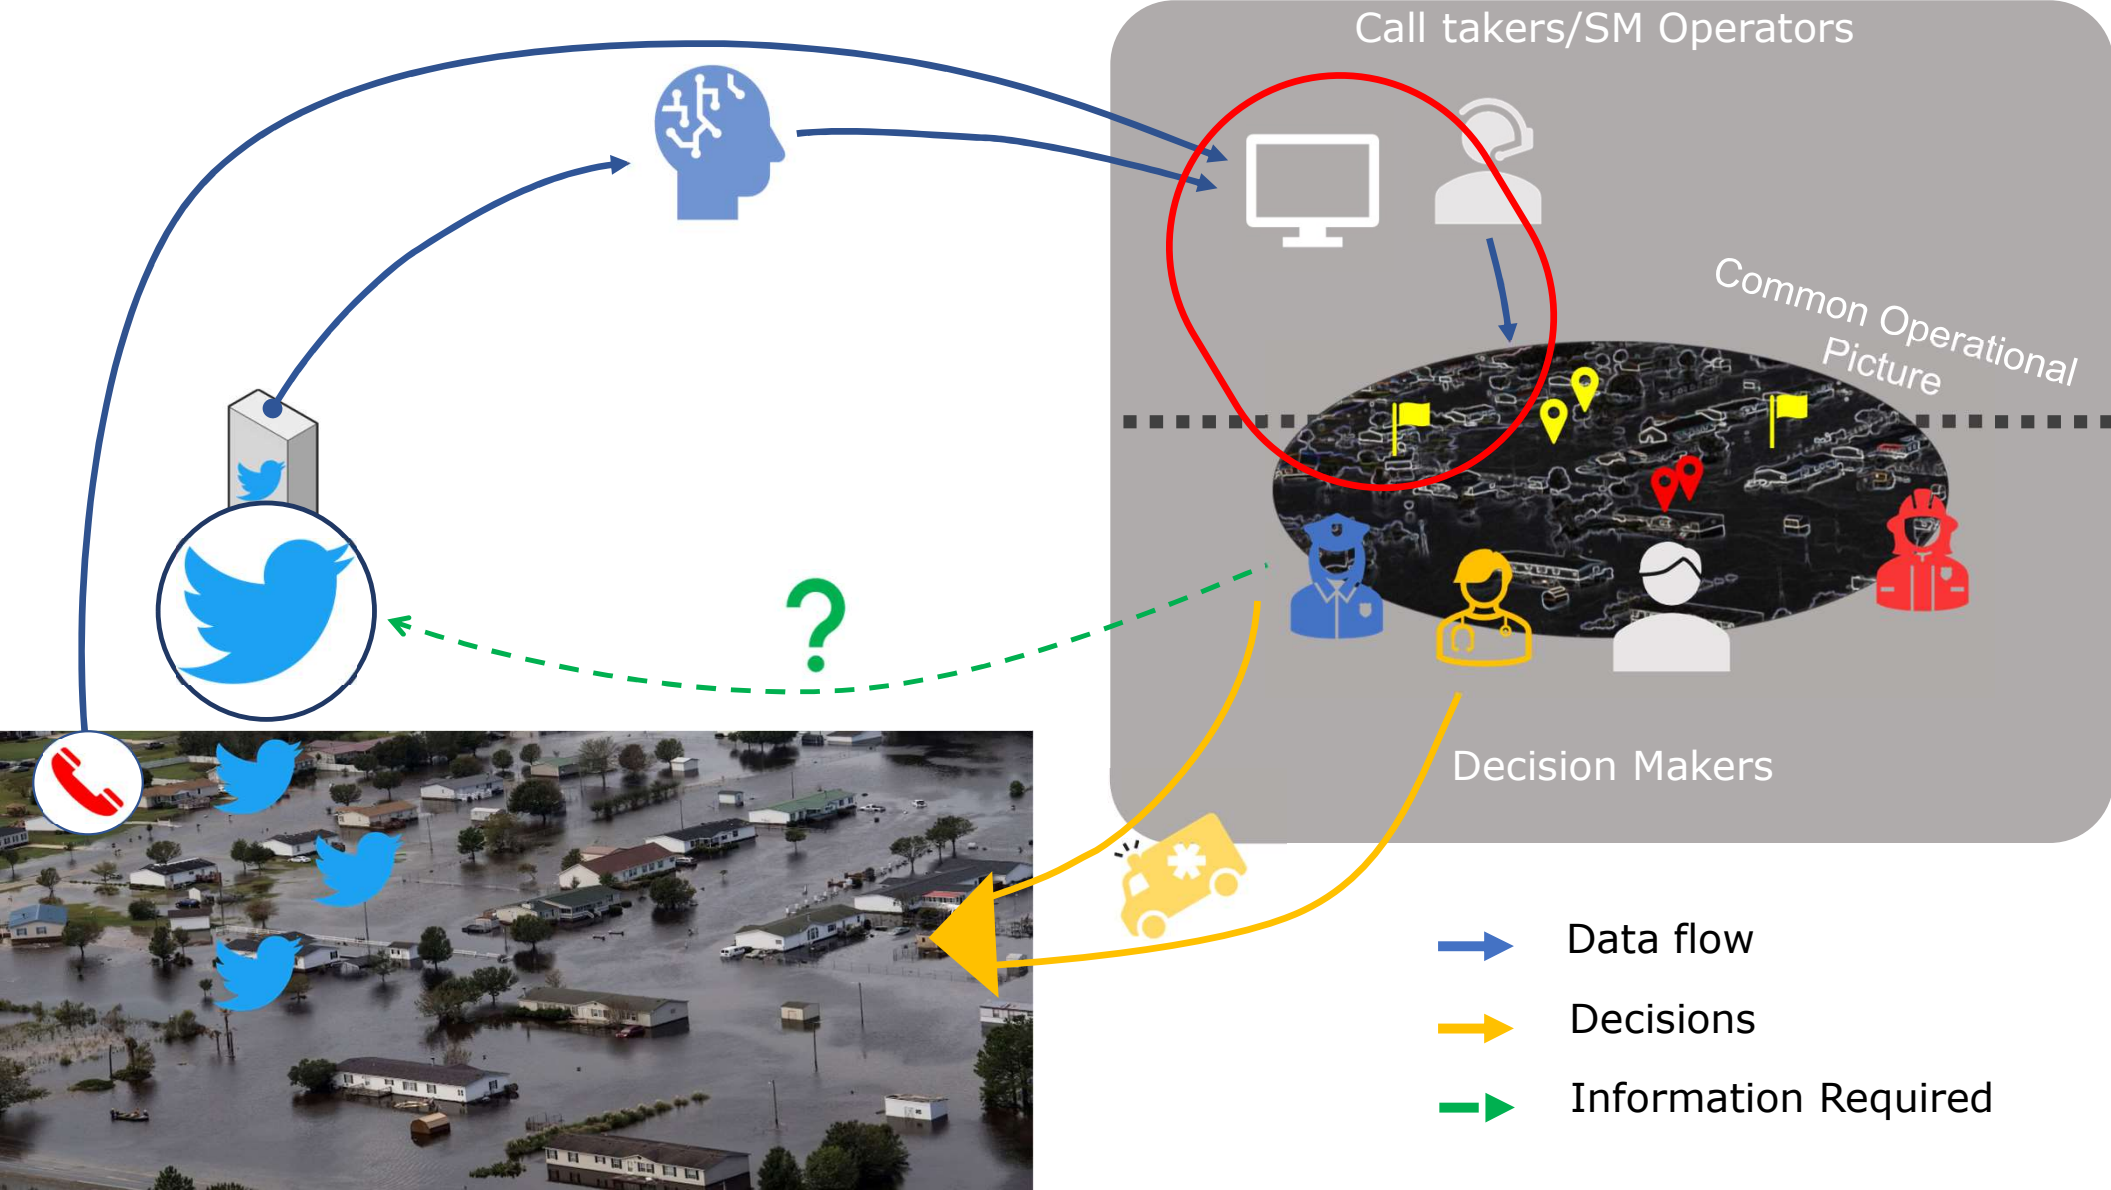 Call takers/SM Operators
Common Operational
Picture
?
Decision Makers
Data flow
Decisions
Information Required